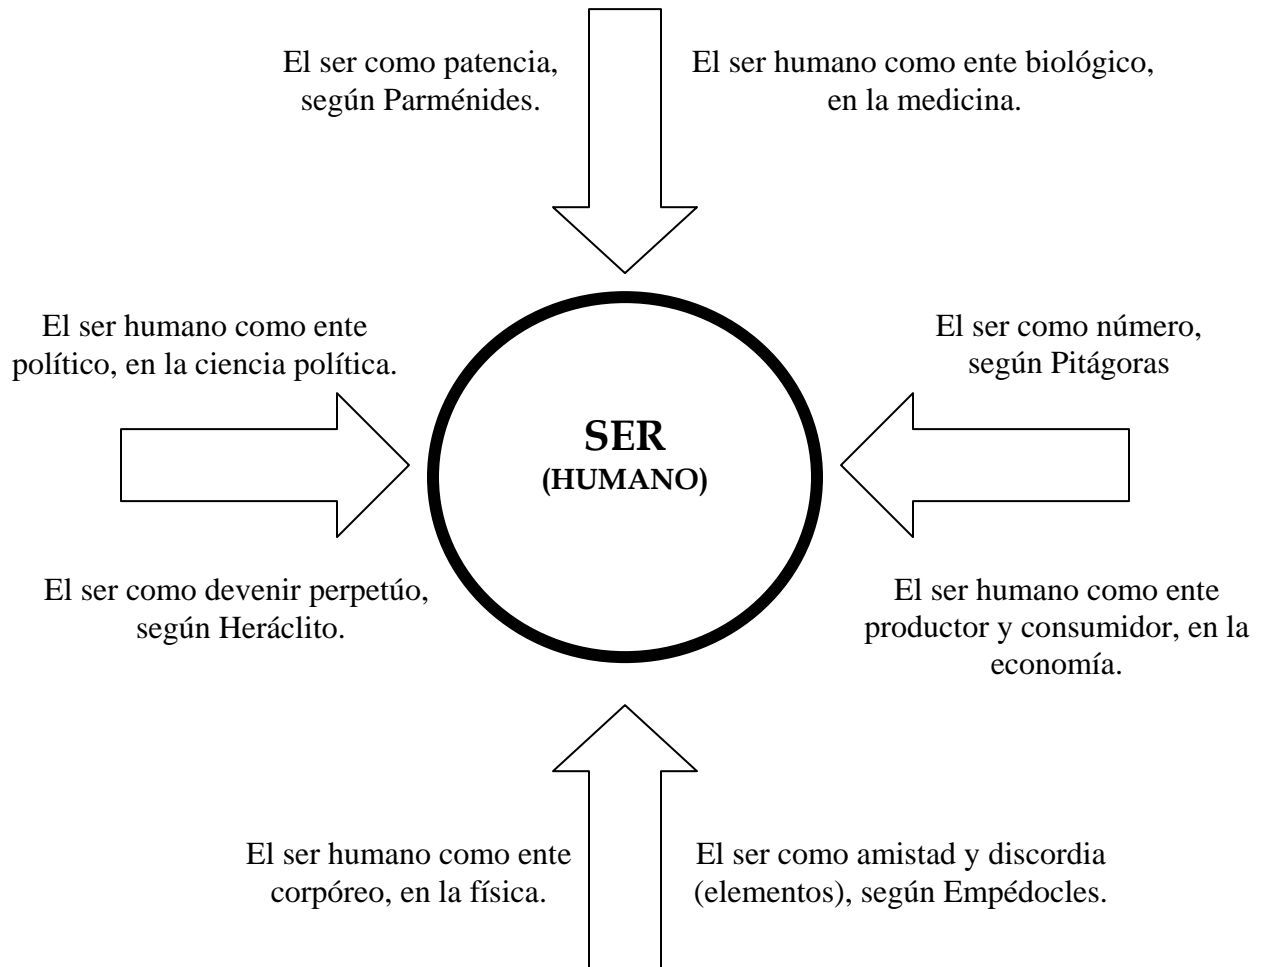 El ser como patencia,
según Parménides.
El ser humano como ente biológico,
en la medicina.
El ser humano como ente
político, en la ciencia política.
El ser como número,
según Pitágoras
SER
(HUMANO)
El ser como devenir perpetúo,
según Heráclito.
El ser humano como ente
productor y consumidor, en la
economía.
El ser humano como ente
corpóreo, en la física.
El ser como amistad y discordia
(elementos), según Empédocles.